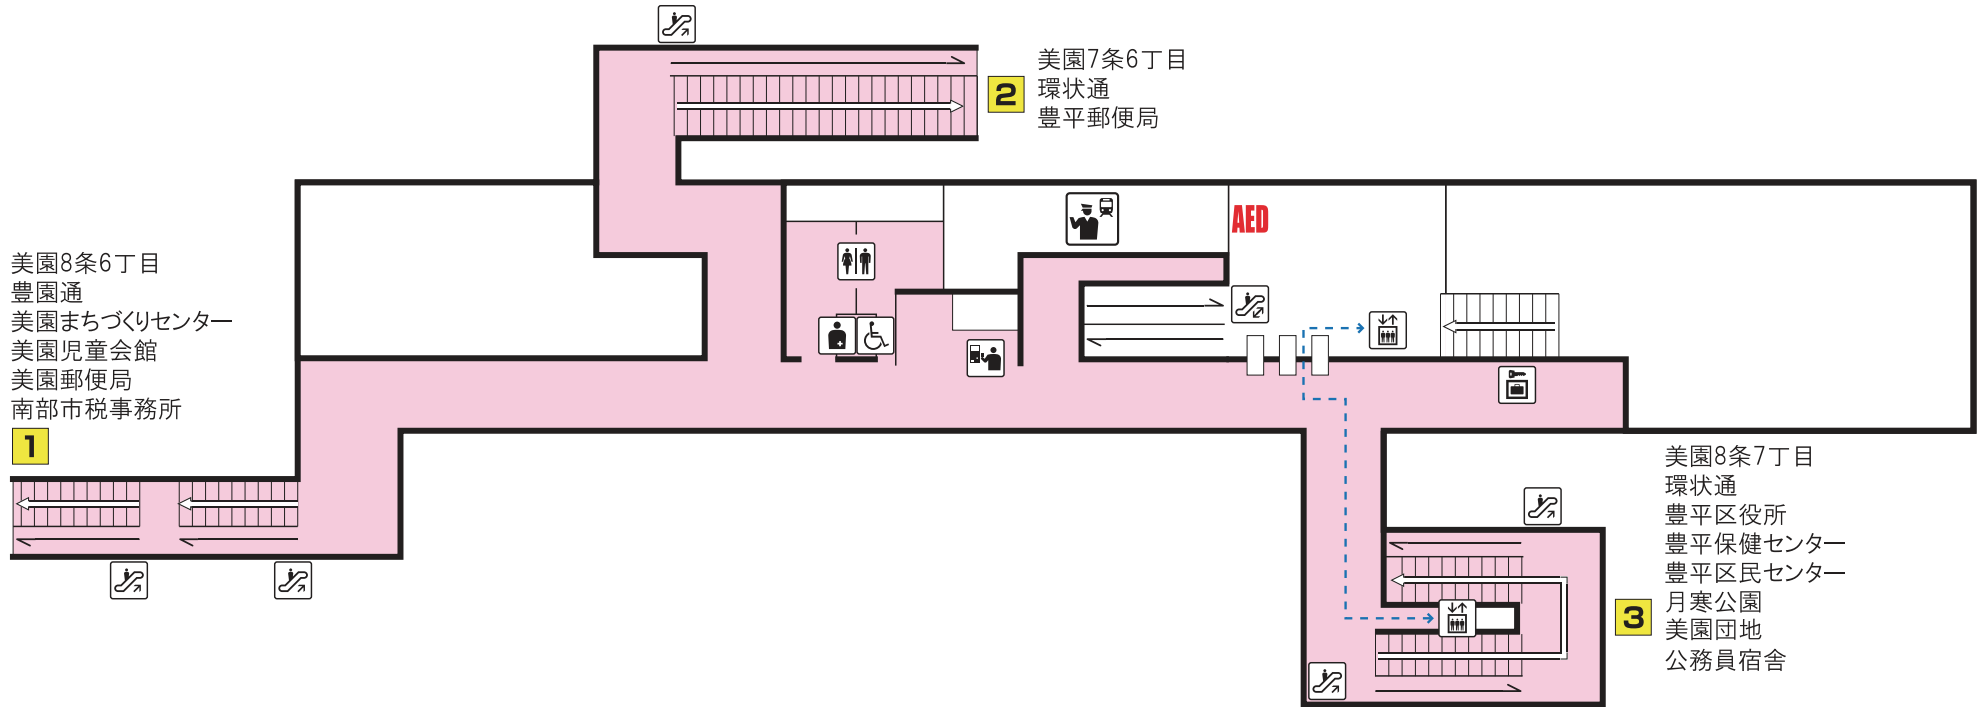 美園7条6丁目
環状通
豊平郵便局
2
AED
美園8条6丁目
豊園通
美園まちづくりセンター
美園児童会館
美園郵便局
南部市税事務所
1
美園8条7丁目
環状通
豊平区役所
豊平保健センター
豊平区民センター
月寒公園
美園団地
公務員宿舎
3